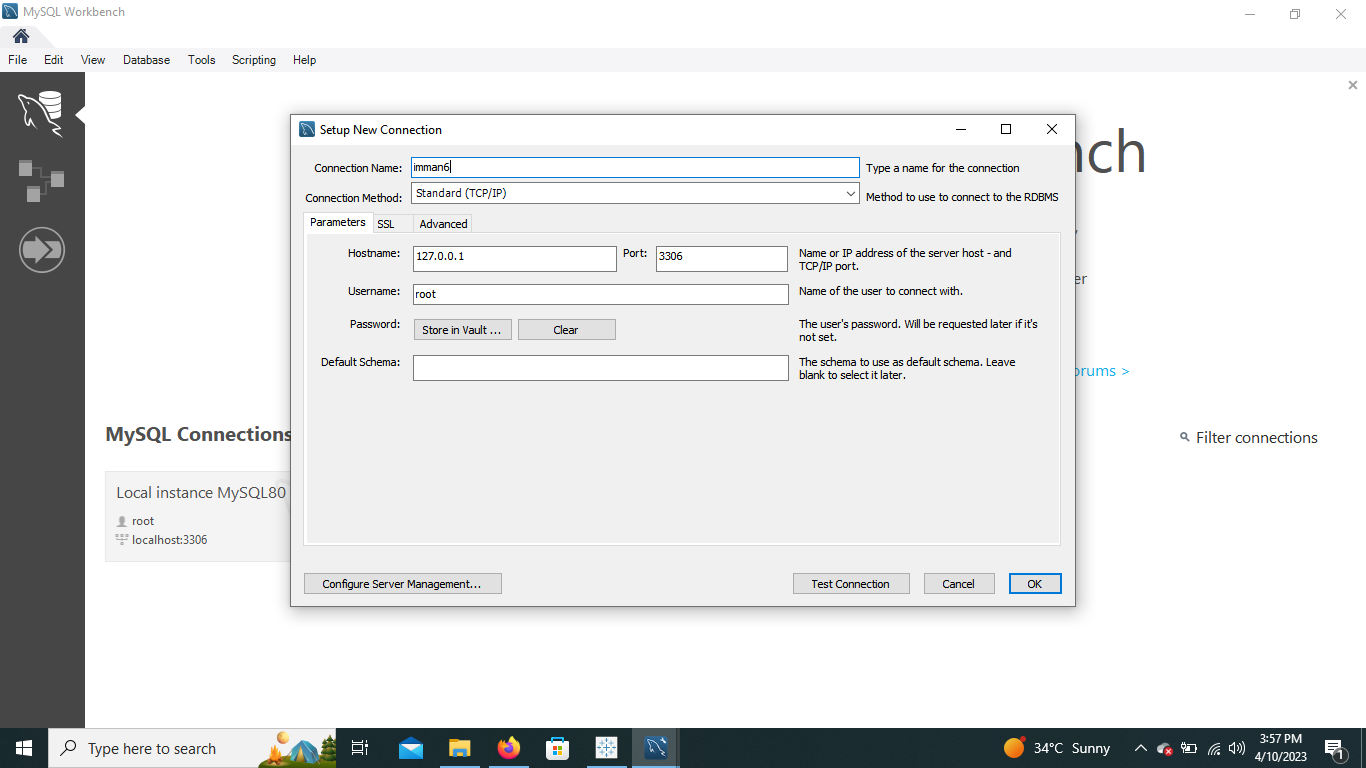 MySQL Workbench
File Edit View Database Tools Scripting Help
nch
Setup New Connection
Connection Name: imman6 Type a name for the connection
Connection Method: Standard (TCP/IP) Method to use to connect to the RDBMS
Parameters SSL Advanced
Hostname: 127.0.0.1 Port: 3306 Name or IP address of the server host - and
TCP/IP port.
er
Username: root Name of the user to connect with.
Password: Store in Vault ... Clear The user's password. Will be requested later if it's
not set.
Default Schema: The schema to use as default schema. Leave
blank to select it later.
orums >
MySQL Connections
Filter connections
Local instance MySQL80
root
localhost:3306
Configure Server Management... Test Connection Cancel OK
Type here to search
34°C Sunny
3:57 PM
4/10/2023
1